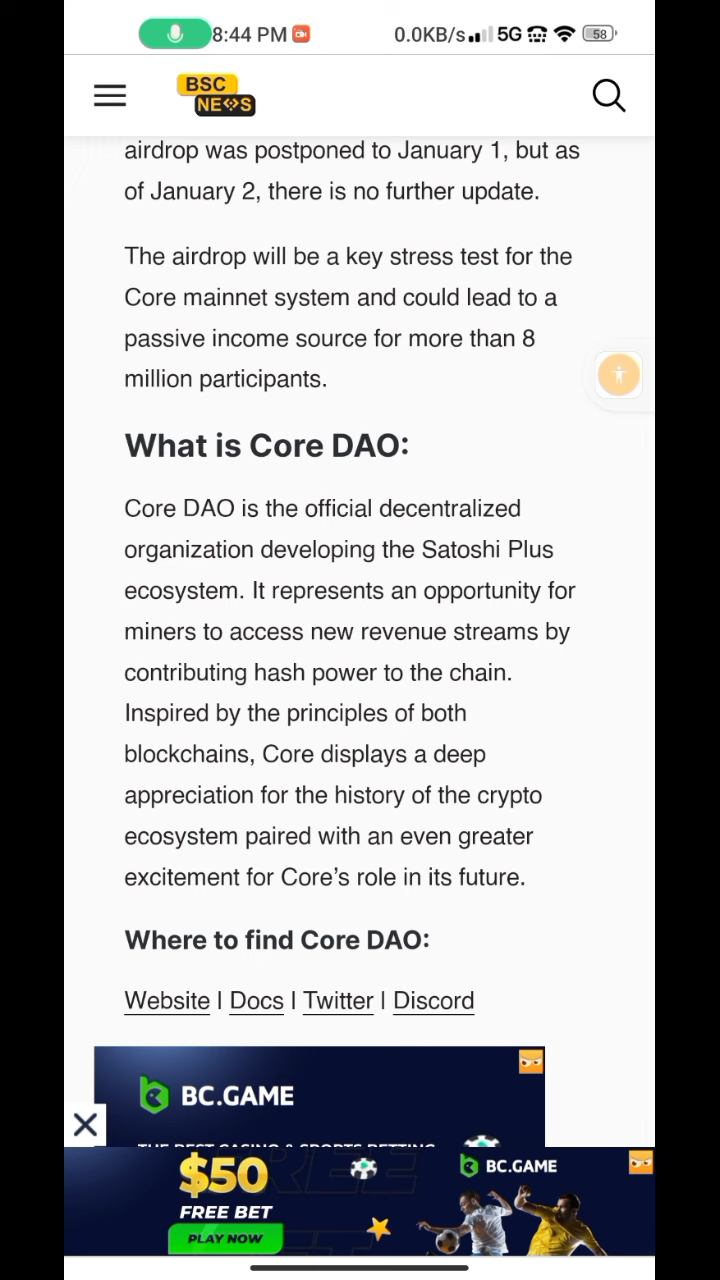 8:44 PM 0.0KB/s 5G 58
BSC
NEWS
airdrop was postponed to January 1, but as
of January 2, there is no further update.
The airdrop will be a key stress test for the
Core mainnet system and could lead to a
passive income source for more than 8
million participants.
What is Core DAO:
Core DAO is the official decentralized
organization developing the Satoshi Plus
ecosystem. It represents an opportunity for
miners to access new revenue streams by
contributing hash power to the chain.
Inspired by the principles of both
blockchains, Core displays a deep
appreciation for the history of the crypto
ecosystem paired with an even greater
excitement for Core’s role in its future.
Where to find Core DAO:
Website | Docs | Twitter | Discord
BC.GAME
THE BEST CASINO & SPORTS BETTING
$50
FREE BET
PLAY NOW
BC.GAME